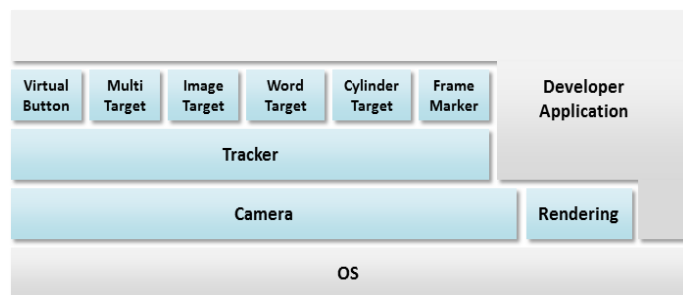 Virtual
Button
Multi
Target
Image
Target
Word
Target
Cylinder
Target
Frame
Marker
Developer
Application
Tracker
Camera
Rendering
OS